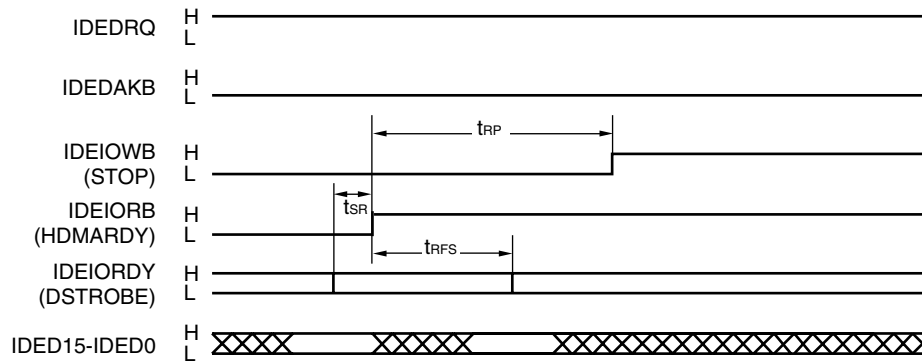 IDEDRQ H
L
IDEDAKB H
L
tRP
IDEIOWB H
(STOP) L
tSR
IDEIORB H
(HDMARDY) L
tRFS
IDEIORDY H
(DSTROBE) L
IDED15-IDED0 H
L